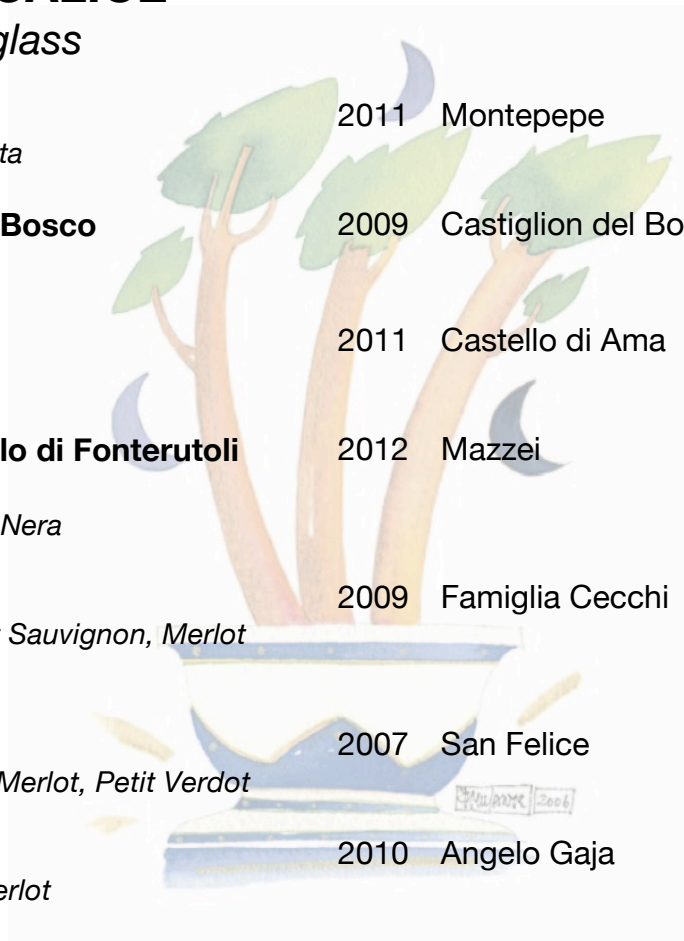 glass
2011 Montepepe
ta
Bosco 2009 Castiglion del Bo
2011 Castello di Ama
lo di Fonterutoli 2012 Mazzei
Nera
2009 Famiglia Cecchi
Sauvignon, Merlot
2007 San Felice
Merlot, Petit Verdot
2006
2010 Angelo Gaja
erlot